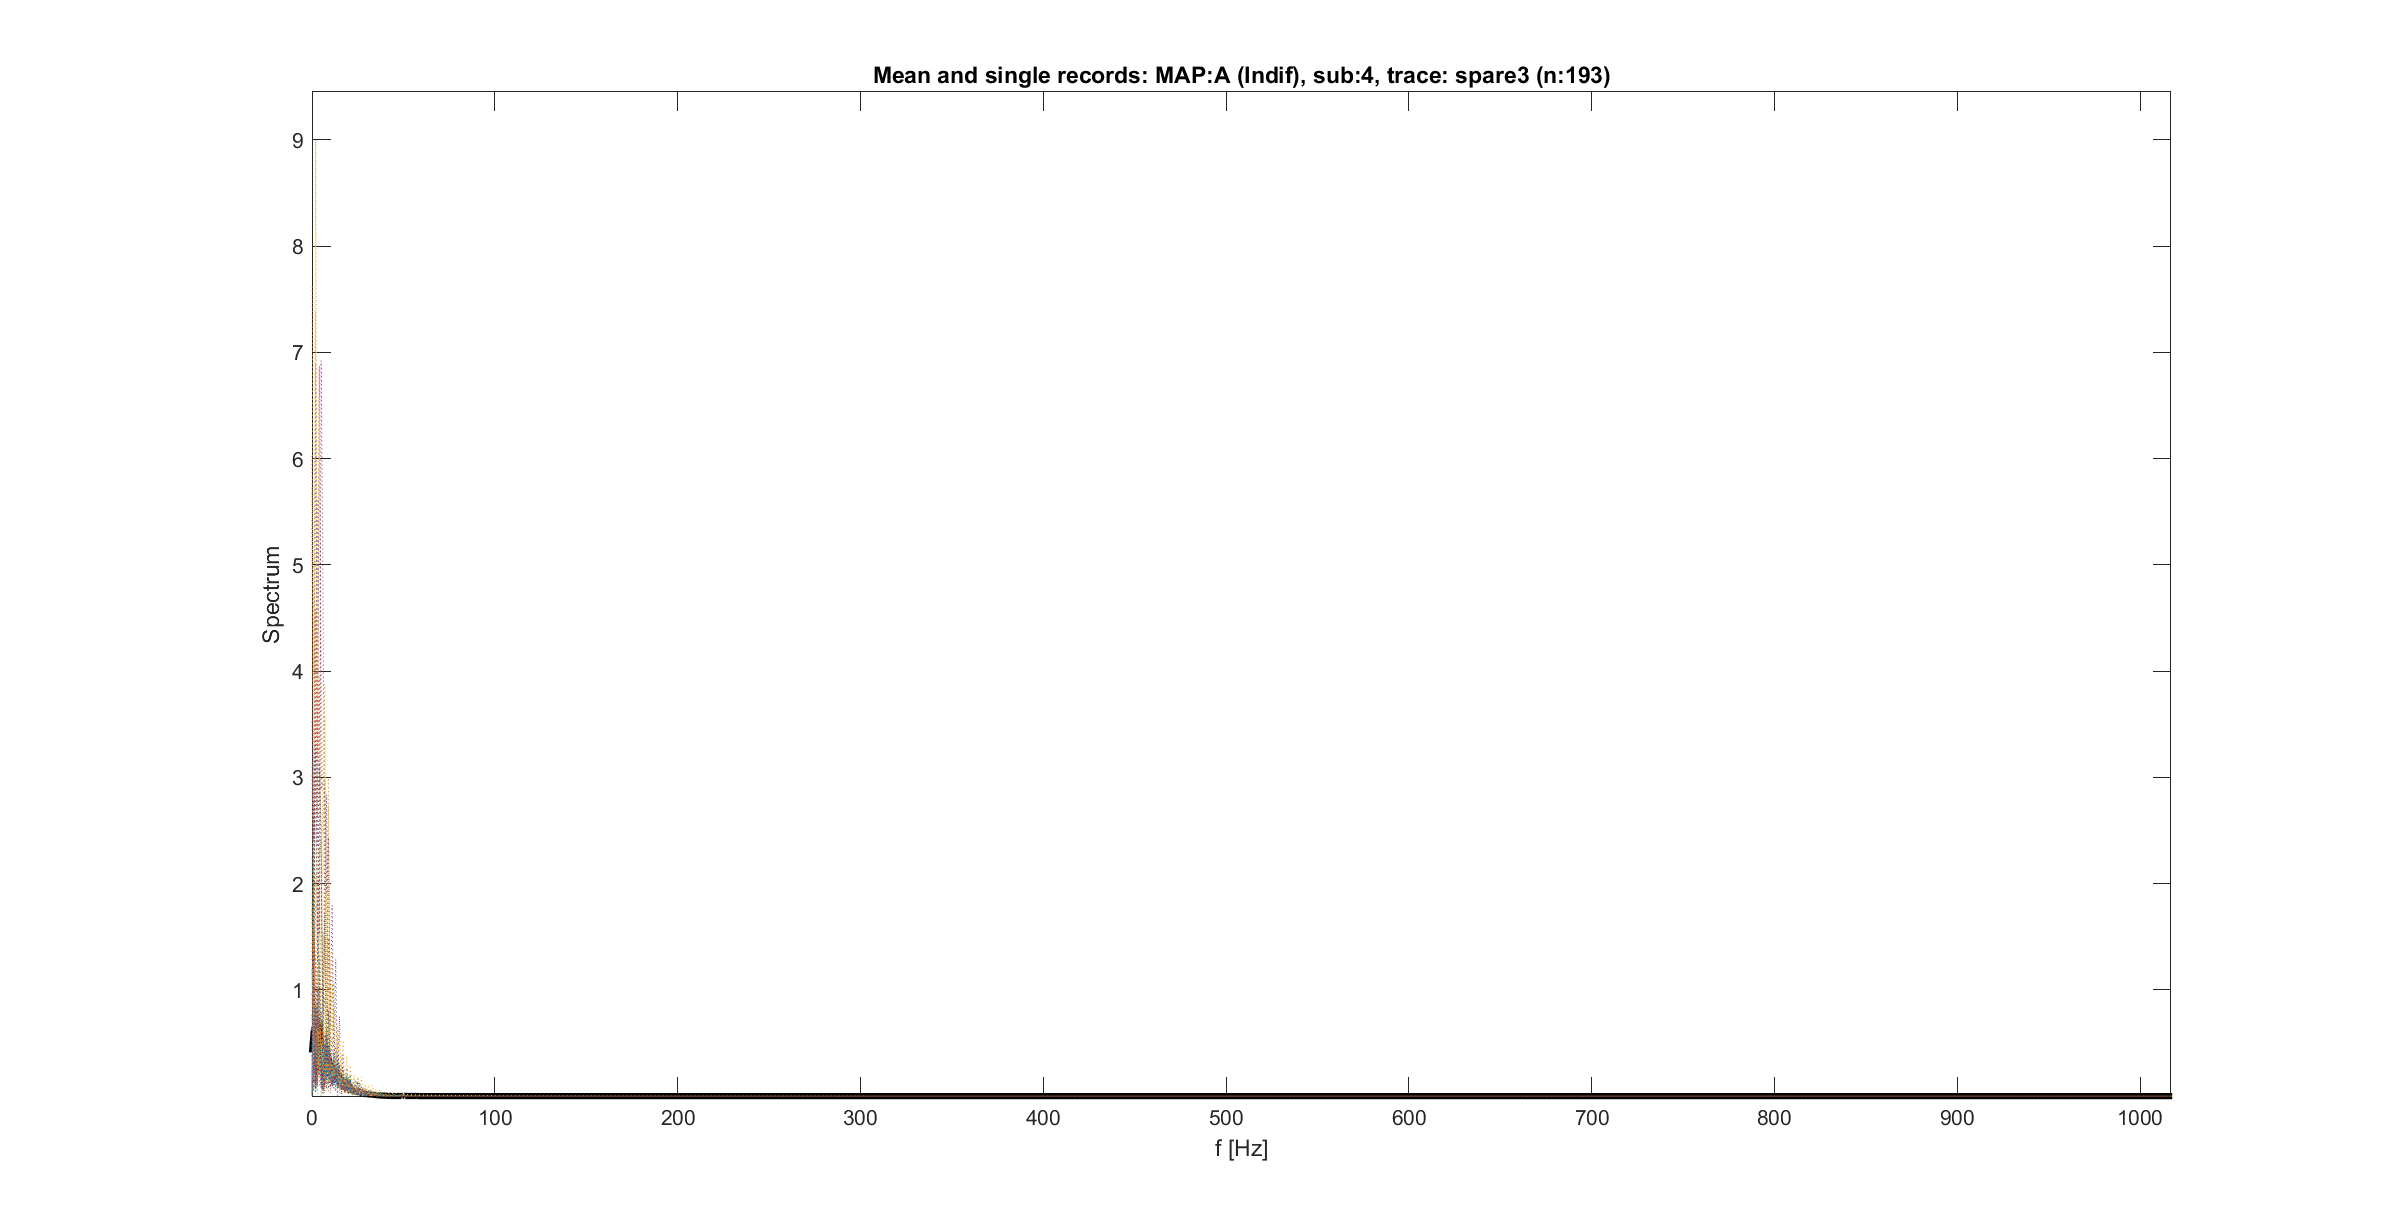 Mean and single records: MAP:A (Indif), sub:4, trace: spare3 (n:193)
9
8
7
6
5
4
3
2
1
Spectrum
0 100 200 300 400 500 600 700 800 900 1000
f [Hz]